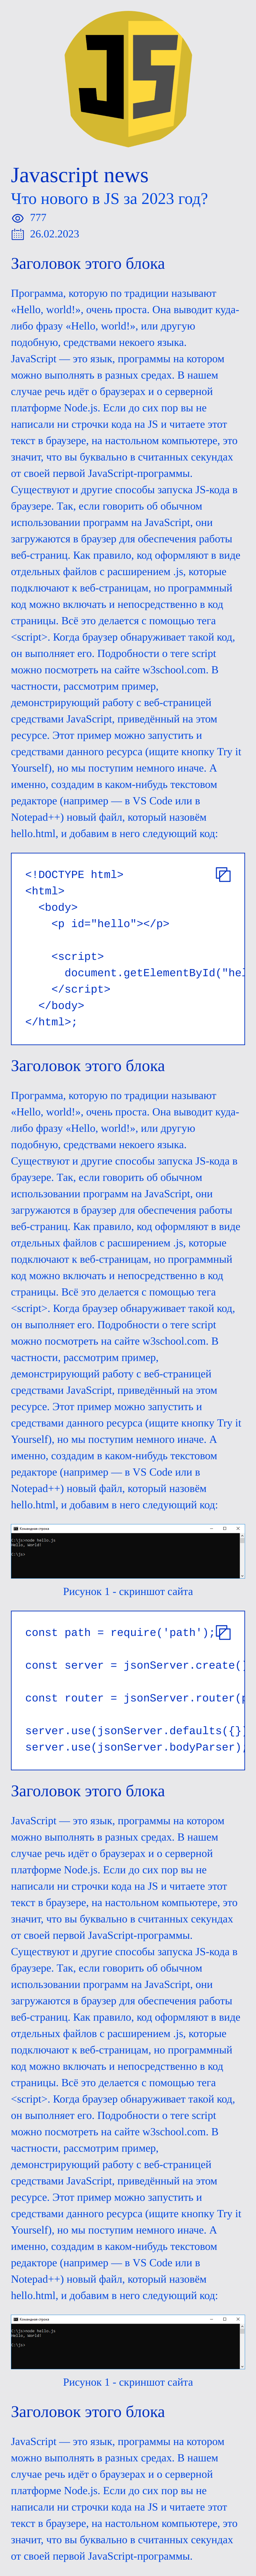 JS
Javascript news
Что нового в JS за 2023 год?
777
26.02.2023
Заголовок этого блока
Программа, которую по традиции называют
«Hello, world!», очень проста. Она выводит куда-
либо фразу «Hello, world!», или другую
подобную, средствами некоего языка.
JavaScript — это язык, программы на котором
можно выполнять в разных средах. В нашем
случае речь идёт о браузерах и о серверной
платформе Node.js. Если до сих пор вы не
написали ни строчки кода на JS и читаете этот
текст в браузере, на настольном компьютере, это
значит, что вы буквально в считанных секундах
от своей первой JavaScript-программы.
Существуют и другие способы запуска JS-кода в
браузере. Так, если говорить об обычном
использовании программ на JavaScript, они
загружаются в браузер для обеспечения работы
веб-страниц. Как правило, код оформляют в виде
отдельных файлов с расширением .js, которые
подключают к веб-страницам, но программный
код можно включать и непосредственно в код
страницы. Всё это делается с помощью тега
<script>. Когда браузер обнаруживает такой код,
он выполняет его. Подробности о теге script
можно посмотреть на сайте w3school.com. В
частности, рассмотрим пример,
демонстрирующий работу с веб-страницей
средствами JavaScript, приведённый на этом
ресурсе. Этот пример можно запустить и
средствами данного ресурса (ищите кнопку Try it
Yourself), но мы поступим немного иначе. А
именно, создадим в каком-нибудь текстовом
редакторе (например — в VS Code или в
Notepad++) новый файл, который назовём
hello.html, и добавим в него следующий код:
<!DOCTYPE html>
<html>
<body>
<p id="hello"></p>
<script>
document.getElementById("hel
</script>
</body>
</html>;
Заголовок этого блока
Программа, которую по традиции называют
«Hello, world!», очень проста. Она выводит куда-
либо фразу «Hello, world!», или другую
подобную, средствами некоего языка.
Существуют и другие способы запуска JS-кода в
браузере. Так, если говорить об обычном
использовании программ на JavaScript, они
загружаются в браузер для обеспечения работы
веб-страниц. Как правило, код оформляют в виде
отдельных файлов с расширением .js, которые
подключают к веб-страницам, но программный
код можно включать и непосредственно в код
страницы. Всё это делается с помощью тега
<script>. Когда браузер обнаруживает такой код,
он выполняет его. Подробности о теге script
можно посмотреть на сайте w3school.com. В
частности, рассмотрим пример,
демонстрирующий работу с веб-страницей
средствами JavaScript, приведённый на этом
ресурсе. Этот пример можно запустить и
средствами данного ресурса (ищите кнопку Try it
Yourself), но мы поступим немного иначе. А
именно, создадим в каком-нибудь текстовом
редакторе (например — в VS Code или в
Notepad++) новый файл, который назовём
hello.html, и добавим в него следующий код:
Командная строка
C:\js>node hello.js
Hello, World!
C:\js>
Рисунок 1 - скриншот сайта
const path = require('path');
const server = jsonServer.create()
const router = jsonServer.router(p
server.use(jsonServer.defaults({})
server.use(jsonServer.bodyParser);
Заголовок этого блока
JavaScript — это язык, программы на котором
можно выполнять в разных средах. В нашем
случае речь идёт о браузерах и о серверной
платформе Node.js. Если до сих пор вы не
написали ни строчки кода на JS и читаете этот
текст в браузере, на настольном компьютере, это
значит, что вы буквально в считанных секундах
от своей первой JavaScript-программы.
Существуют и другие способы запуска JS-кода в
браузере. Так, если говорить об обычном
использовании программ на JavaScript, они
загружаются в браузер для обеспечения работы
веб-страниц. Как правило, код оформляют в виде
отдельных файлов с расширением .js, которые
подключают к веб-страницам, но программный
код можно включать и непосредственно в код
страницы. Всё это делается с помощью тега
<script>. Когда браузер обнаруживает такой код,
он выполняет его. Подробности о теге script
можно посмотреть на сайте w3school.com. В
частности, рассмотрим пример,
демонстрирующий работу с веб-страницей
средствами JavaScript, приведённый на этом
ресурсе. Этот пример можно запустить и
средствами данного ресурса (ищите кнопку Try it
Yourself), но мы поступим немного иначе. А
именно, создадим в каком-нибудь текстовом
редакторе (например — в VS Code или в
Notepad++) новый файл, который назовём
hello.html, и добавим в него следующий код:
Командная строка
C:\js>node hello.js
Hello, World!
C:\js>
Рисунок 1 - скриншот сайта
Заголовок этого блока
JavaScript — это язык, программы на котором
можно выполнять в разных средах. В нашем
случае речь идёт о браузерах и о серверной
платформе Node.js. Если до сих пор вы не
написали ни строчки кода на JS и читаете этот
текст в браузере, на настольном компьютере, это
значит, что вы буквально в считанных секундах
от своей первой JavaScript-программы.